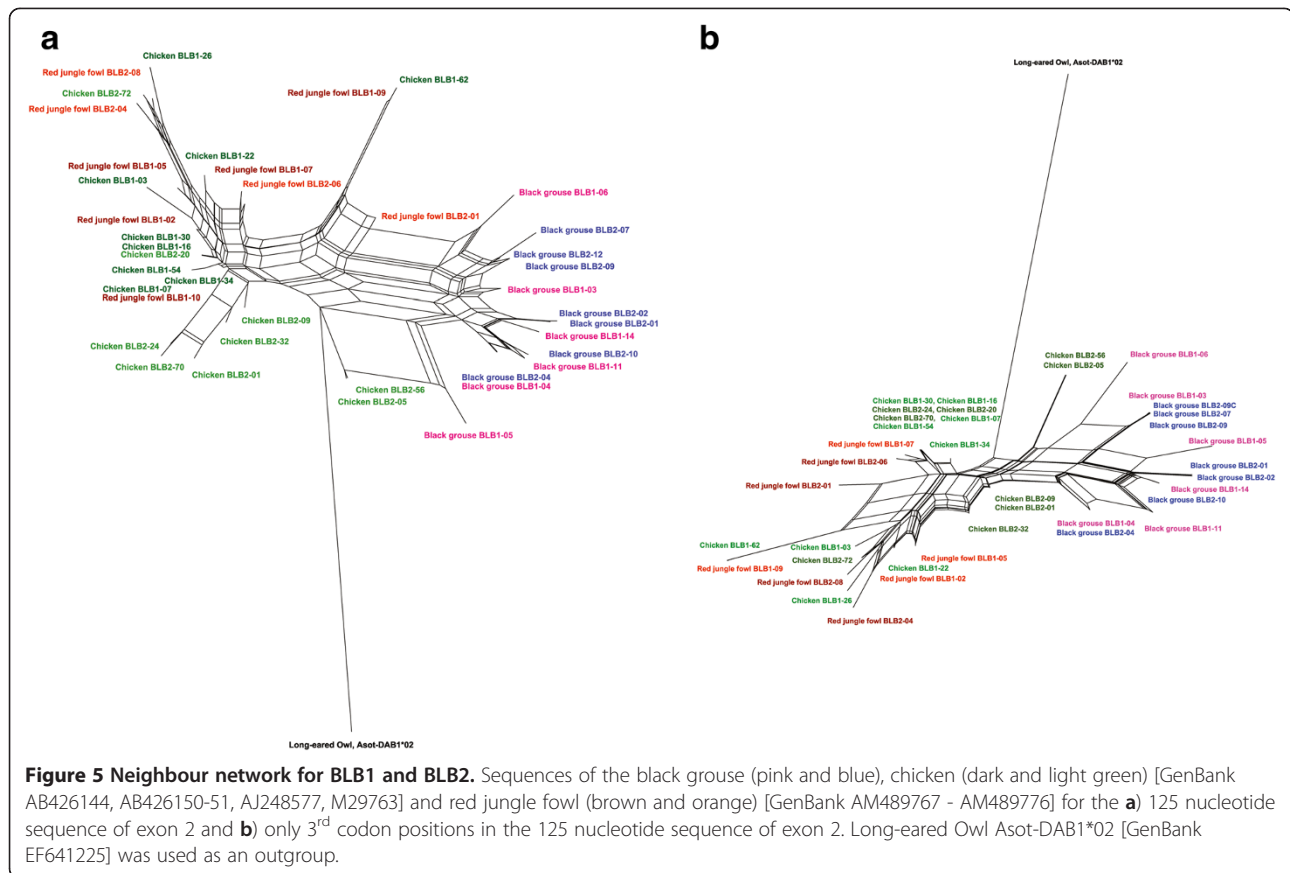 a
Chicken BLB1-26
Red jungle fowl BLB2-08
Chicken BLB2-72
Red jungle fowl BLB2-04
Chicken BLB1-62
Red jungle fowl BLB1-09
Chicken BLB1-22
Red jungle fowl BLB1-05
Red jungle fowl BLB1-07
Chicken BLB1-03
Red jungle fowl BLB2-06
Black grouse BLB1-06
Red jungle fowl BLB1-02
Red jungle fowl BLB2-01
Black grouse BLB2-07
Chicken BLB1-30
Chicken BLB1-16
Chicken BLB2-20
Black grouse BLB2-12
Black grouse BLB2-09
Chicken BLB1-54
Chicken BLB1-34
Chicken BLB1-07
Red jungle fowl BLB1-10
Black grouse BLB1-03
Chicken BLB2-09
Black grouse BLB2-02
Black grouse BLB2-01
Black grouse BLB1-14
Chicken BLB2-24
Chicken BLB2-32
Chicken BLB2-70
Black grouse BLB2-10
Black grouse BLB1-11
Chicken BLB2-01
Black grouse BLB2-04
Black grouse BLB1-04
Chicken BLB2-56
Chicken BLB2-05
Black grouse BLB1-05
Long-eared Owl, Asot-DAB1*02
b
Long-eared Owl, Asot-DAB1*02
Chicken BLB2-56
Chicken BLB2-05
Black grouse BLB1-06
Chicken BLB1-30, Chicken BLB1-16
Chicken BLB2-24, Chicken BLB2-20
Chicken BLB2-70, Chicken BLB1-07
Chicken BLB1-54
Black grouse BLB1-03
Black grouse BLB2-09C
Black grouse BLB2-07
Black grouse BLB2-09
Red jungle fowl BLB1-07
Chicken BLB1-34
Black grouse BLB1-05
Red jungle fowl BLB2-06
Black grouse BLB2-01
Black grouse BLB2-02
Red jungle fowl BLB2-01
Black grouse BLB1-14
Black grouse BLB2-10
Chicken BLB2-09
Chicken BLB2-01
Chicken BLB2-32
Black grouse BLB1-04
Black grouse BLB2-04
Black grouse BLB1-11
Chicken BLB1-62
Chicken BLB1-03
Chicken BLB2-72
Red jungle fowl BLB1-05
Red jungle fowl BLB1-09
Chicken BLB1-22
Red jungle fowl BLB2-08
Red jungle fowl BLB1-02
Chicken BLB1-26
Red jungle fowl BLB2-04
Figure 5 Neighbour network for BLB1 and BLB2. Sequences of the black grouse (pink and blue), chicken (dark and light green) [GenBank
AB426144, AB426150-51, AJ248577, M29763] and red jungle fowl (brown and orange) [GenBank AM489767 - AM489776] for the a) 125 nucleotide
sequence of exon 2 and b) only 3rd codon positions in the 125 nucleotide sequence of exon 2. Long-eared Owl Asot-DAB1*02 [GenBank
EF641225] was used as an outgroup.